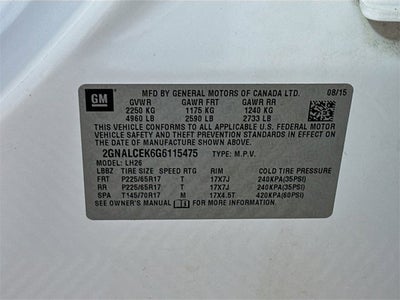 GM
MFD BY GENERAL MOTORS OF CANADA LTD. 08/15
GVWR GAWR FRT GAWR RR
2250 KG 1175 KG 1240 KG
4960 LB 2590 LB 2733 LB
THIS VEHICLE CONFORMS TO ALL APPLICABLE U.S. FEDERAL MOTOR
VEHICLE SAFETY AND THEFT PREVENTION STANDARDS IN EFFECT ON THE
DATE OF MANUFACTURE SHOWN ABOVE.
2GNALCEK6G6115475 TYPE: M.P.V.
MODEL: LH26
LBBZ TIRE SIZE SPEED RTG RIM COLD TIRE PRESSURE
FRT P225/65R17 T 17X7J 240KPA(35PSI)
RR P225/65R17 T 17X7J 240KPA(35PSI)
SPA T145/70R17 M 17X4.5T 420KPA(60PSI)
SEE OWNER'S MANUAL FOR MORE INFORMATION